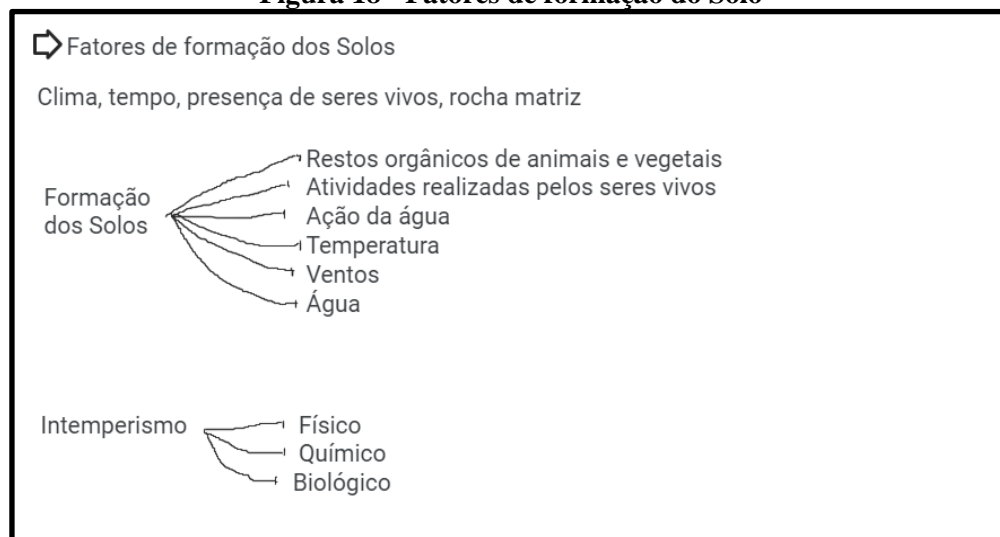 Figura 18 - Fatores de formação do Solo
Fatores de formação dos Solos
Clima, tempo, presença de seres vivos, rocha matriz
Formação
dos Solos
Restos orgânicos de animais e vegetais
Atividades realizadas pelos seres vivos
Ação da água
Temperatura
Ventos
Água
Intemperismo
Físico
Químico
Biológico